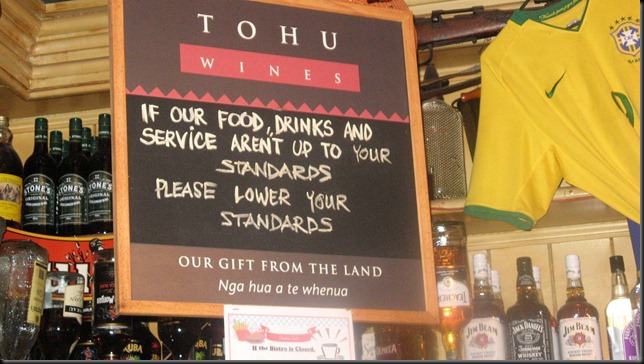 TOHU
WINES
IF OUR FOOD, DRINKS AND
SERVICE AREN'T UP TO YOUR
STANDARDS
PLEASE LOWER YOUR
STANDARDS
OUR GIFT FROM THE LAND
Nga hua a te whenua
If the Bistro is Closed,
STONE'S
ORIGINAL
STONE'S
ORIGINAL
STONE'S
JIM BEAM
JACK DANIEL'S
JIM BEAM
JIM BEAM